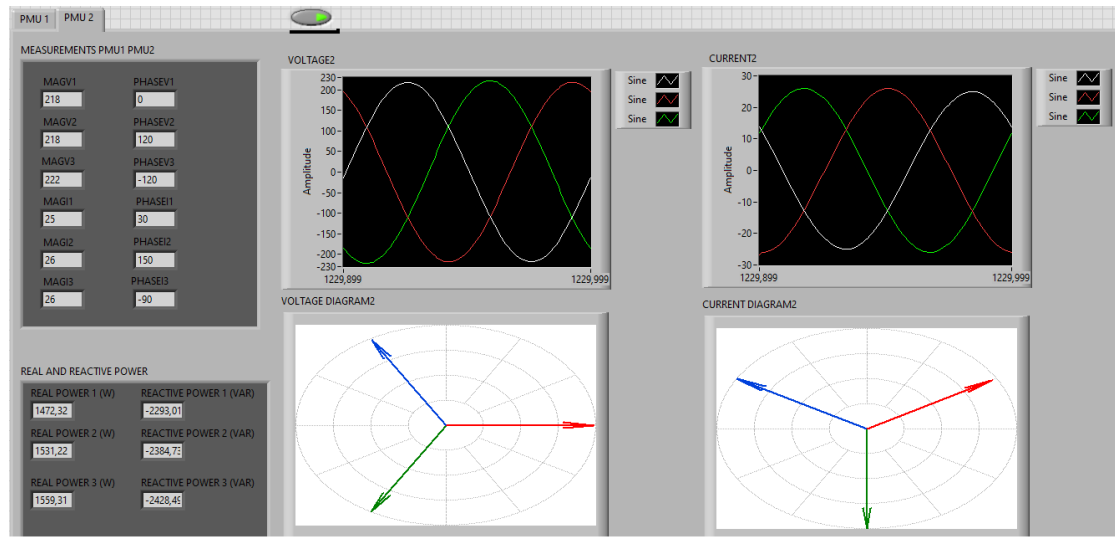 PMU 1 PMU 2
MEASUREMENTS PMU1 PMU2
MAGV1 PHASEV1
218 0
MAGV2 PHASEV2
218 120
MAGV3 PHASEV3
222 -120
MAGI1 PHASEI1
25 30
MAGI2 PHASEI2
26 150
MAGI3 PHASEI3
26 -90
REAL AND REACTIVE POWER
REAL POWER 1 (W) REACTIVE POWER 1 (VAR)
1472,32 -2293,01
REAL POWER 2 (W) REACTIVE POWER 2 (VAR)
1531,22 -2384,73
REAL POWER 3 (W) REACTIVE POWER 3 (VAR)
1559,31 -2428,49
VOLTAGE2
Amplitude
230
200
150
100
50
0
-50
-100
-150
-200
-230
1229,899 1229,999
Sine
Sine
Sine
VOLTAGE DIAGRAM2
CURRENT2
Amplitude
30
20
10
0
-10
-20
-30
1229,899 1229,999
Sine
Sine
Sine
CURRENT DIAGRAM2